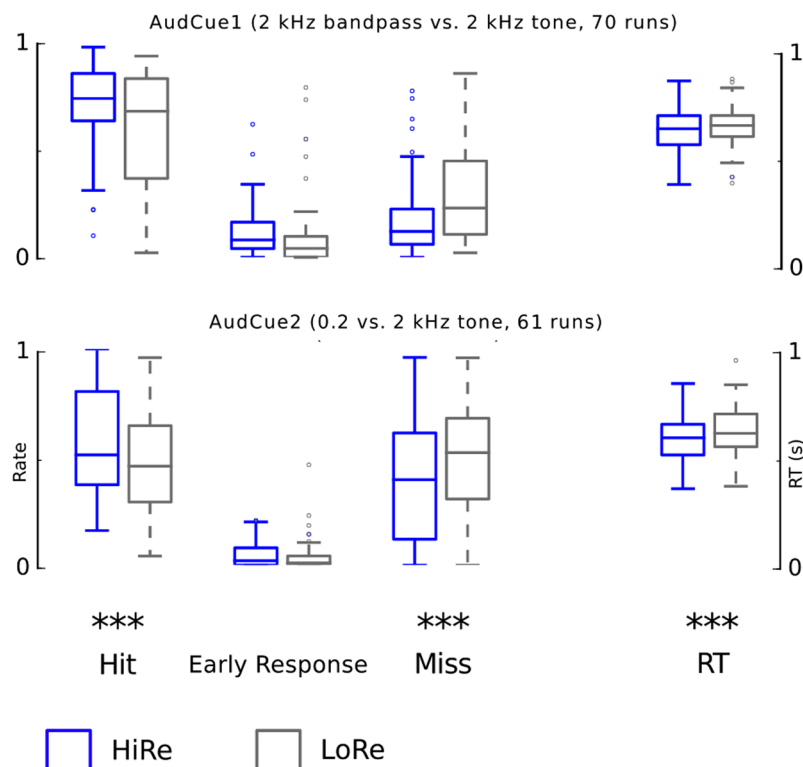 AudCue1 (2 kHz bandpass vs. 2 kHz tone, 70 runs)
1
1
0
0
AudCue2 (0.2 vs. 2 kHz tone, 61 runs)
1
1
Rate
RT (s)
0
0
*** *** ***
Hit Early Response Miss RT
HiRe LoRe